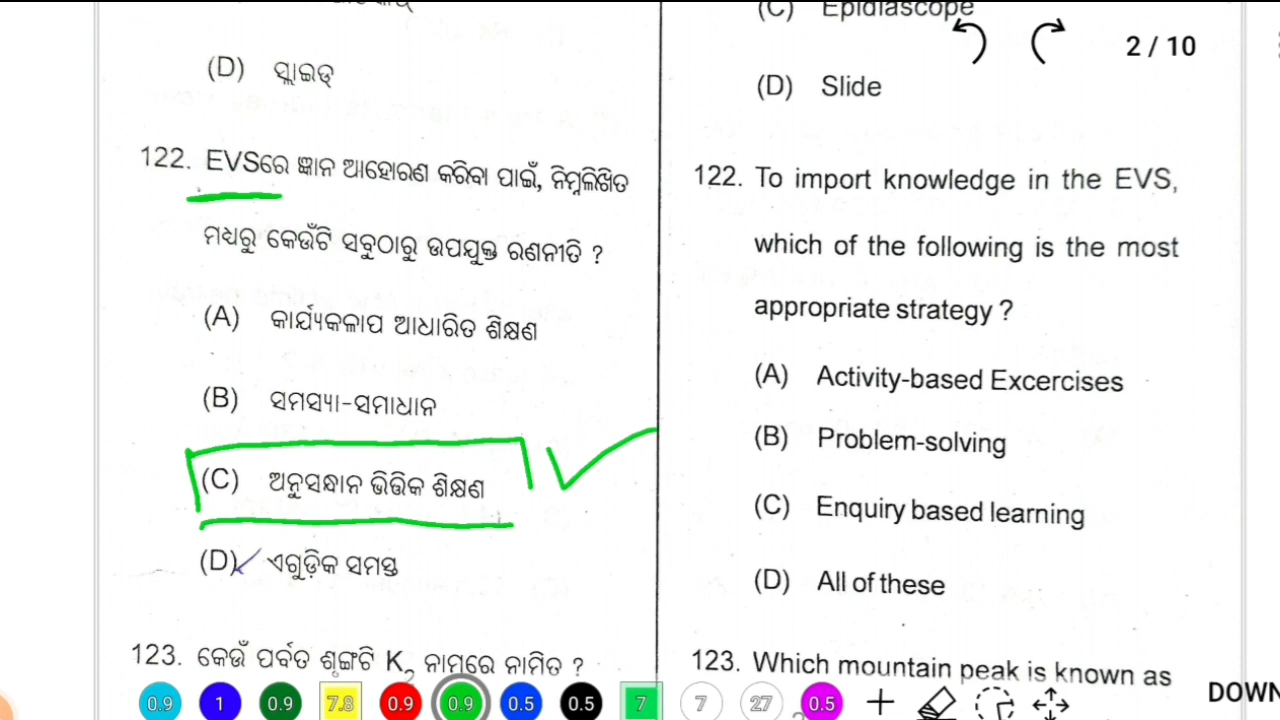 (D) ସ୍ଲାଇଡ୍
122. EVSରେ ଜ୍ଞାନ ଆହୋରଣ କରିବା ପାଇଁ, ନିମ୍ନଲିଖିତ
ମଧ୍ୟରୁ କେଉଁଟି ସବୁଠାରୁ ଉପଯୁକ୍ତ ରଣନୀତି ?
(A) କାର୍ଯ୍ୟକଳାପ ଆଧାରିତ ଶିକ୍ଷଣ
(B) ସମସ୍ୟା-ସମାଧାନ
(C) ଅନୁସନ୍ଧାନ ଭିତ୍ତିକ ଶିକ୍ଷଣ
(D) ଏଗୁଡ଼ିକ ସମସ୍ତ
123. କେଉଁ ପର୍ବତ ଶୃଙ୍ଗଟି K2 ନାମରେ ନାମିତ ?
(C) Epidiascope
2 / 10
(D) Slide
122. To import knowledge in the EVS,
which of the following is the most
appropriate strategy ?
(A) Activity-based Excercises
(B) Problem-solving
(C) Enquiry based learning
(D) All of these
123. Which mountain peak is known as
DOWN
0.9 1 0.9 7.8 0.9 0.9 0.5 0.5 7 7 27 0.5